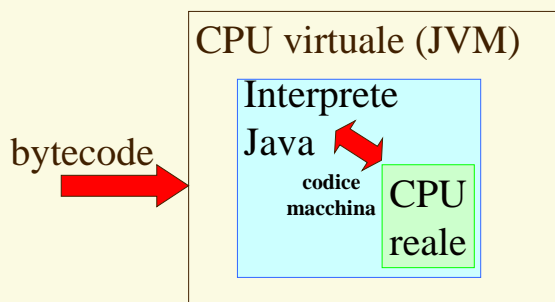 CPU virtuale (JVM)
Interprete
Java
bytecode
codice
macchina
CPU
reale